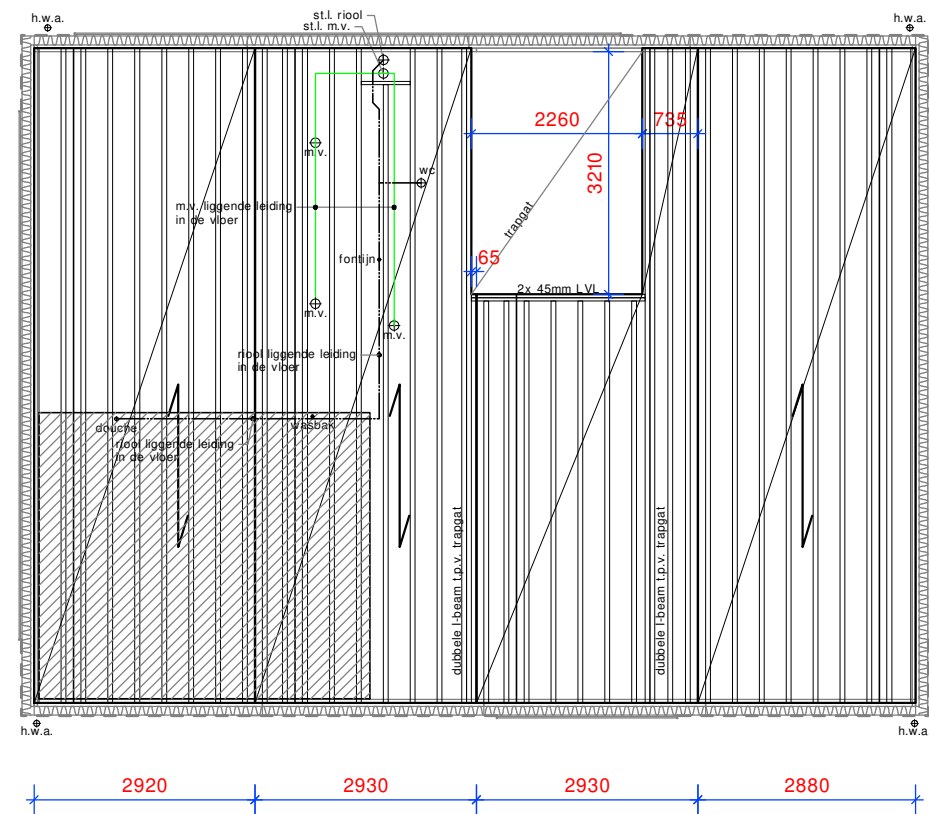 h.w.a.
st.l. riool
st.l. m.v.
h.w.a.
2260
735
3210
m.v.
wc
m.v. liggende leiding
in de vloer
trapgat
fontijn
65
2x 45mm LVL
m.v.
m.v.
riool liggende leiding
in de vloer
douche
wasbak
riool liggende leiding
in de vloer
dubbele I-beam t.p.v. trapgat
dubbele I-beam t.p.v. trapgat
h.w.a.
h.w.a
2920
2930
2930
2880